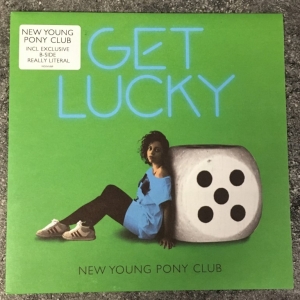 NEW YOUNG
PONY CLUB
INCL. EXCLUSIVE
B-SIDE
REALLY LITERAL
GET
LUCKY
NEW YOUNG PONY CLUB